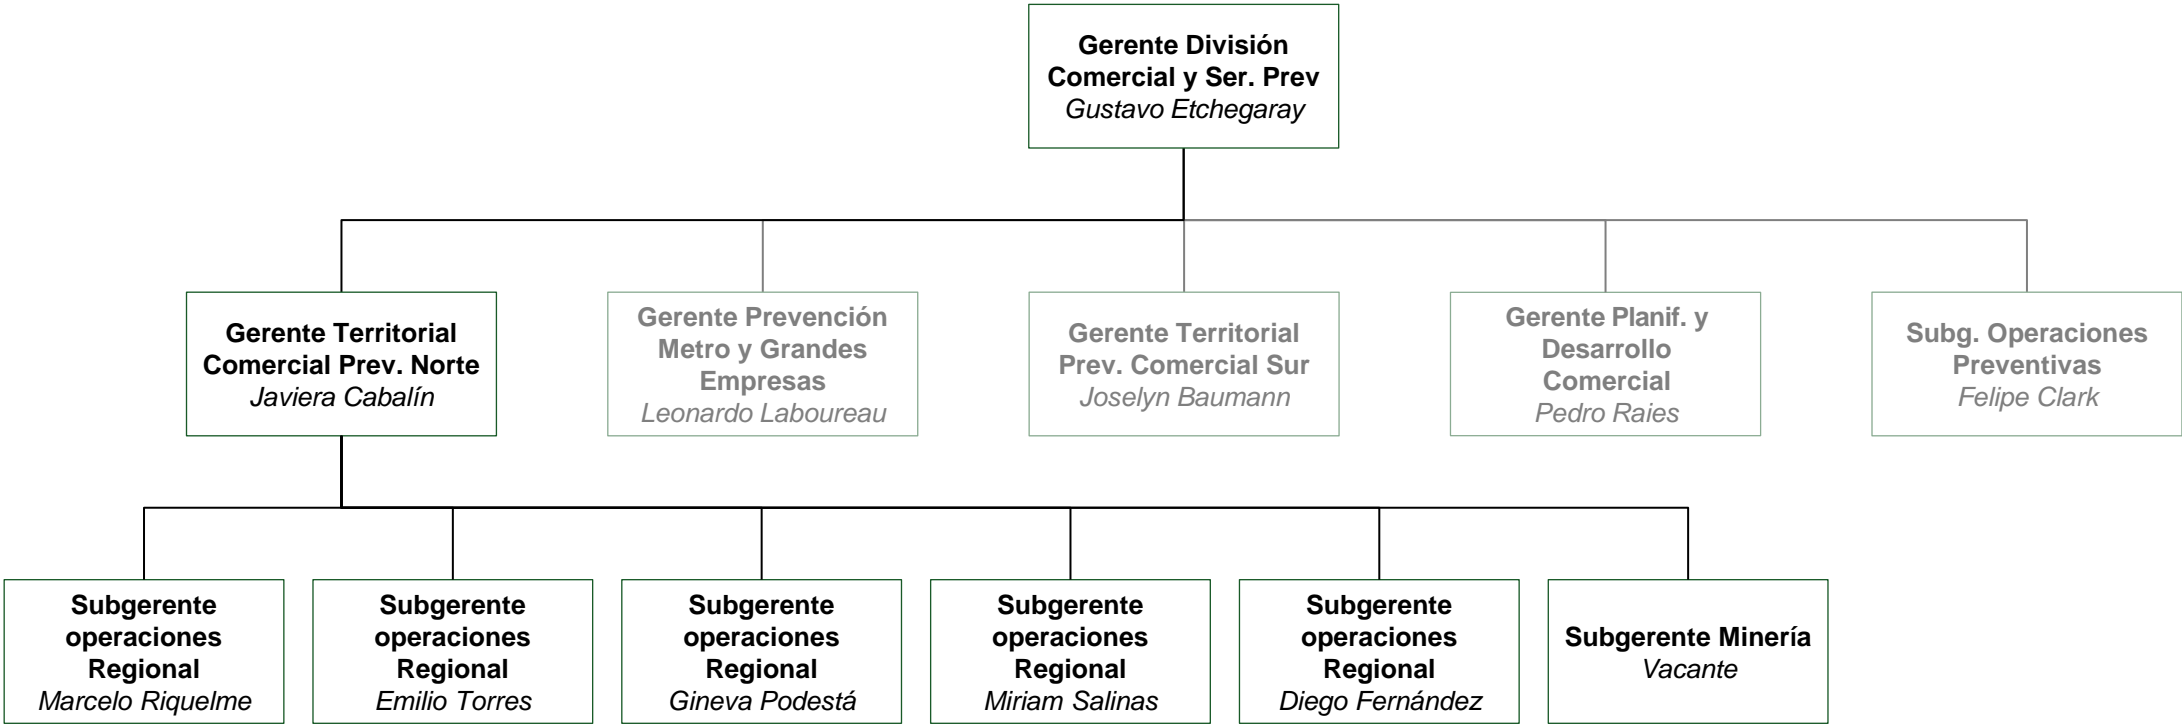 Gerente División
Comercial y Ser. Prev
Gustavo Etchegaray
Gerente Territorial
Comercial Prev. Norte
Javiera Cabalín
Gerente Prevención
Metro y Grandes
Empresas
Leonardo Laboureau
Gerente Territorial
Prev. Comercial Sur
Joselyn Baumann
Gerente Planif. y
Desarrollo
Comercial
Pedro Raies
Subg. Operaciones
Preventivas
Felipe Clark
Subgerente
operaciones
Regional
Marcelo Riquelme
Subgerente
operaciones
Regional
Emilio Torres
Subgerente
operaciones
Regional
Gineva Podestá
Subgerente
operaciones
Regional
Miriam Salinas
Subgerente
operaciones
Regional
Diego Fernández
Subgerente Minería
Vacante